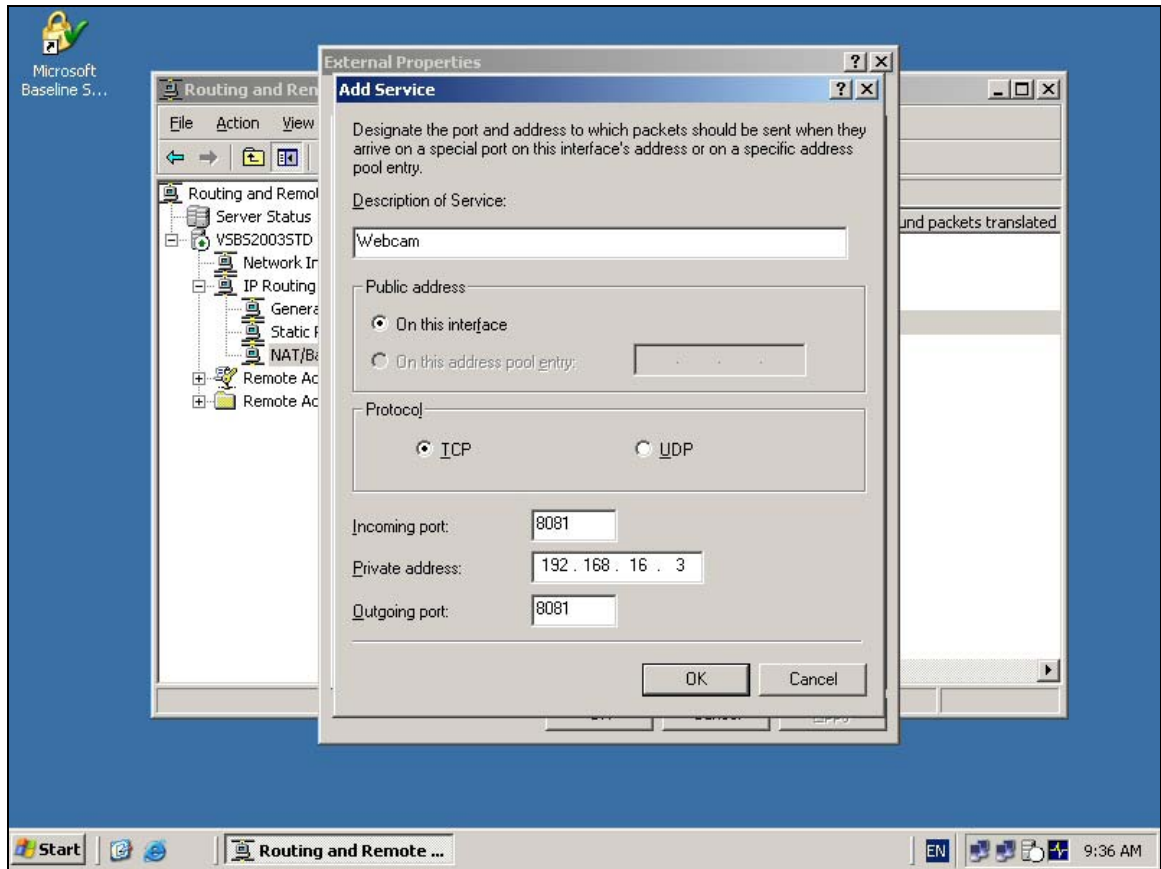 Microsoft
Baseline S...
External Properties
Routing and Ren
Add Service
File Action View
Designate the port and address to which packets should be sent when they
arrive on a special port on this interface's address or on a specific address
pool entry.
Routing and Remo
Description of Service:
Server Status
und packets translated
VSBS2003STD
Webcam
Network In
IP Routing
Public address
Genera
On this interface
Static
NAT/Ba
On this address pool entry:
Remote Ac
Remote Ac
Protocol
TCP UDP
Incoming port: 8081
Private address: 192 . 168 . 16 . 3
Outgoing port: 8081
OK Cancel
Start
Routing and Remote ...
EN
9:36 AM